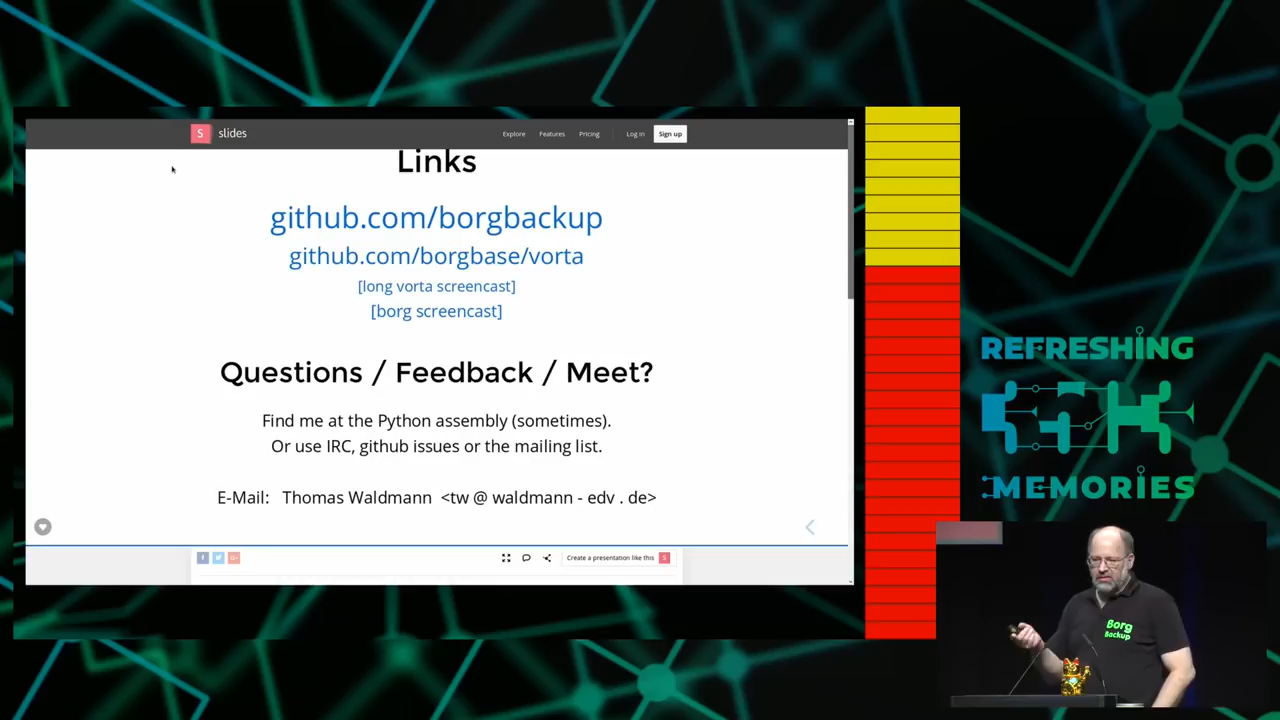 S slides
Explore Features Pricing Log in Sign up
Links
github.com/borgbackup
github.com/borgbase/vorta
[long vorta screencast]
[borg screencast]
Questions / Feedback / Meet?
Find me at the Python assembly (sometimes).
Or use IRC, github issues or the mailing list.
E-Mail: Thomas Waldmann <tw @ waldmann - edv . de>
Create a presentation like this S
REFRESHING
MEMORIES
Borg
Backup